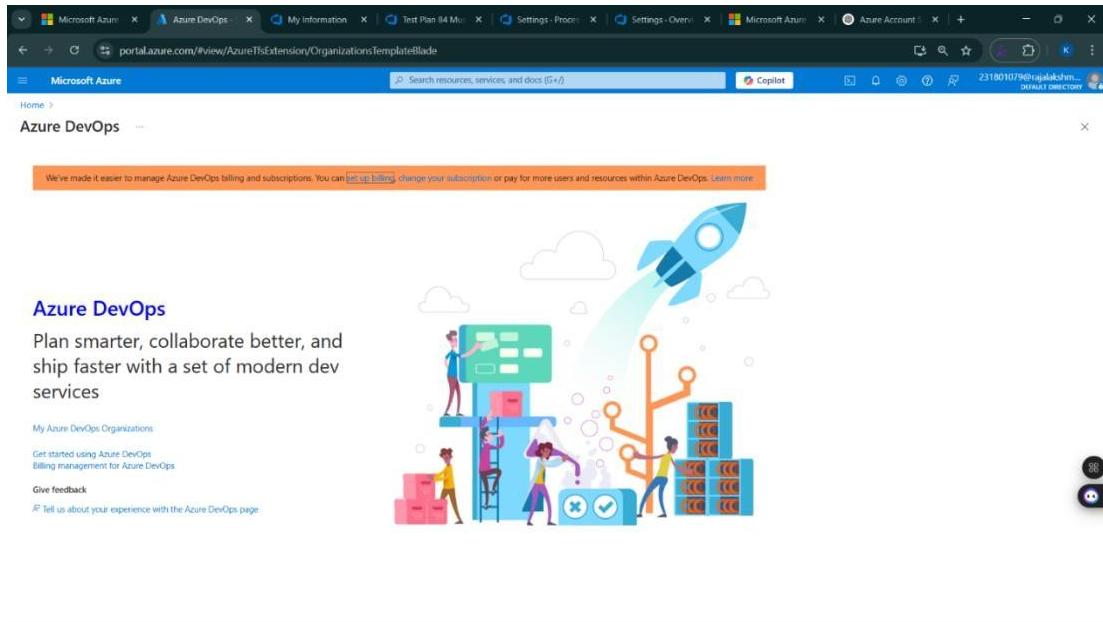 Microsoft Azure
Azure DevOps -
My Information
Test Plan 84 Mus
Settings - Proces
Settings - Overvi
Microsoft Azure
Azure Account S
portal.azure.com/#view/AzureTfsExtension/OrganizationsTemplateBlade
K
Microsoft Azure
Search resources, services, and docs (G+/)
Copilot
231801079@rajalakshm...
DEFAULT DIRECTORY
Home >
Azure DevOps ...
We've made it easier to manage Azure DevOps billing and subscriptions. You can set up billing, change your subscription or pay for more users and resources within Azure DevOps. Learn more
Azure DevOps
Plan smarter, collaborate better, and
ship faster with a set of modern dev
services
My Azure DevOps Organizations
Get started using Azure DevOps
Billing management for Azure DevOps
Give feedback
Tell us about your experience with the Azure DevOps page